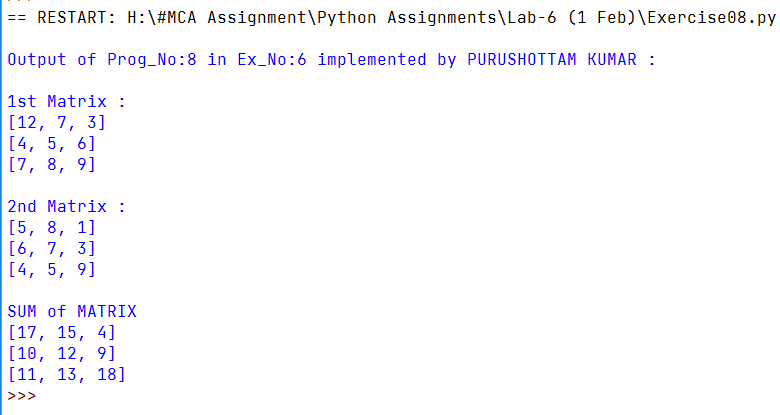 == RESTART: H:\#MCA Assignment\Python Assignments\Lab-6 (1 Feb)\Exercise08.py
Output of Prog_No:8 in Ex_No:6 implemented by PURUSHOTTAM KUMAR :
1st Matrix :
[12, 7, 3]
[4, 5, 6]
[7, 8, 9]
2nd Matrix :
[5, 8, 1]
[6, 7, 3]
[4, 5, 9]
SUM of MATRIX
[17, 15, 4]
[10, 12, 9]
[11, 13, 18]
>>>